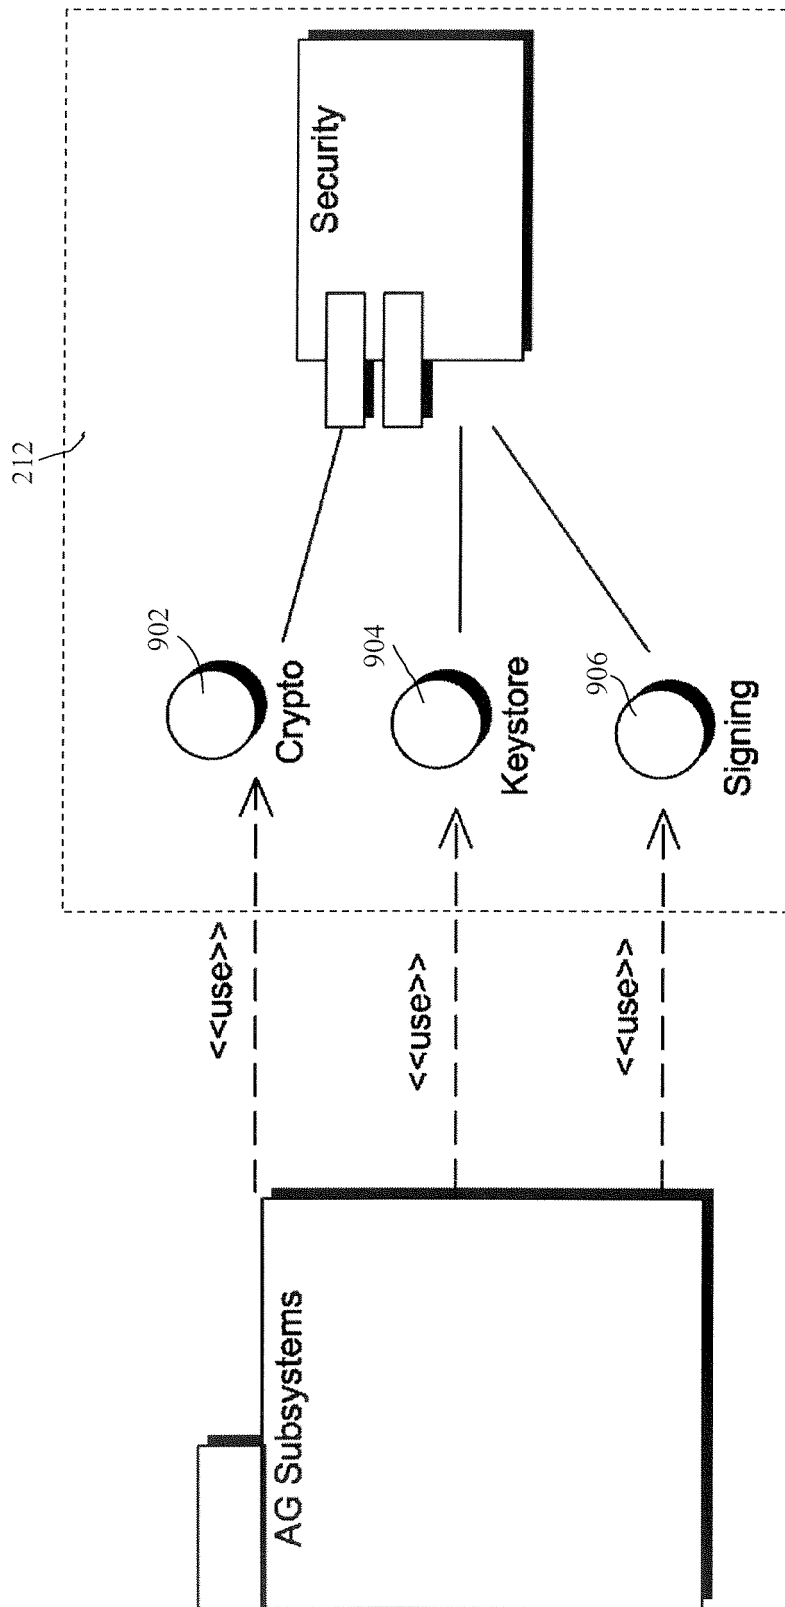 212
Security
902
Crypto
904
Keystore
906
Signing
<<use>>
<<use>>
<<use>>
AG Subsystems